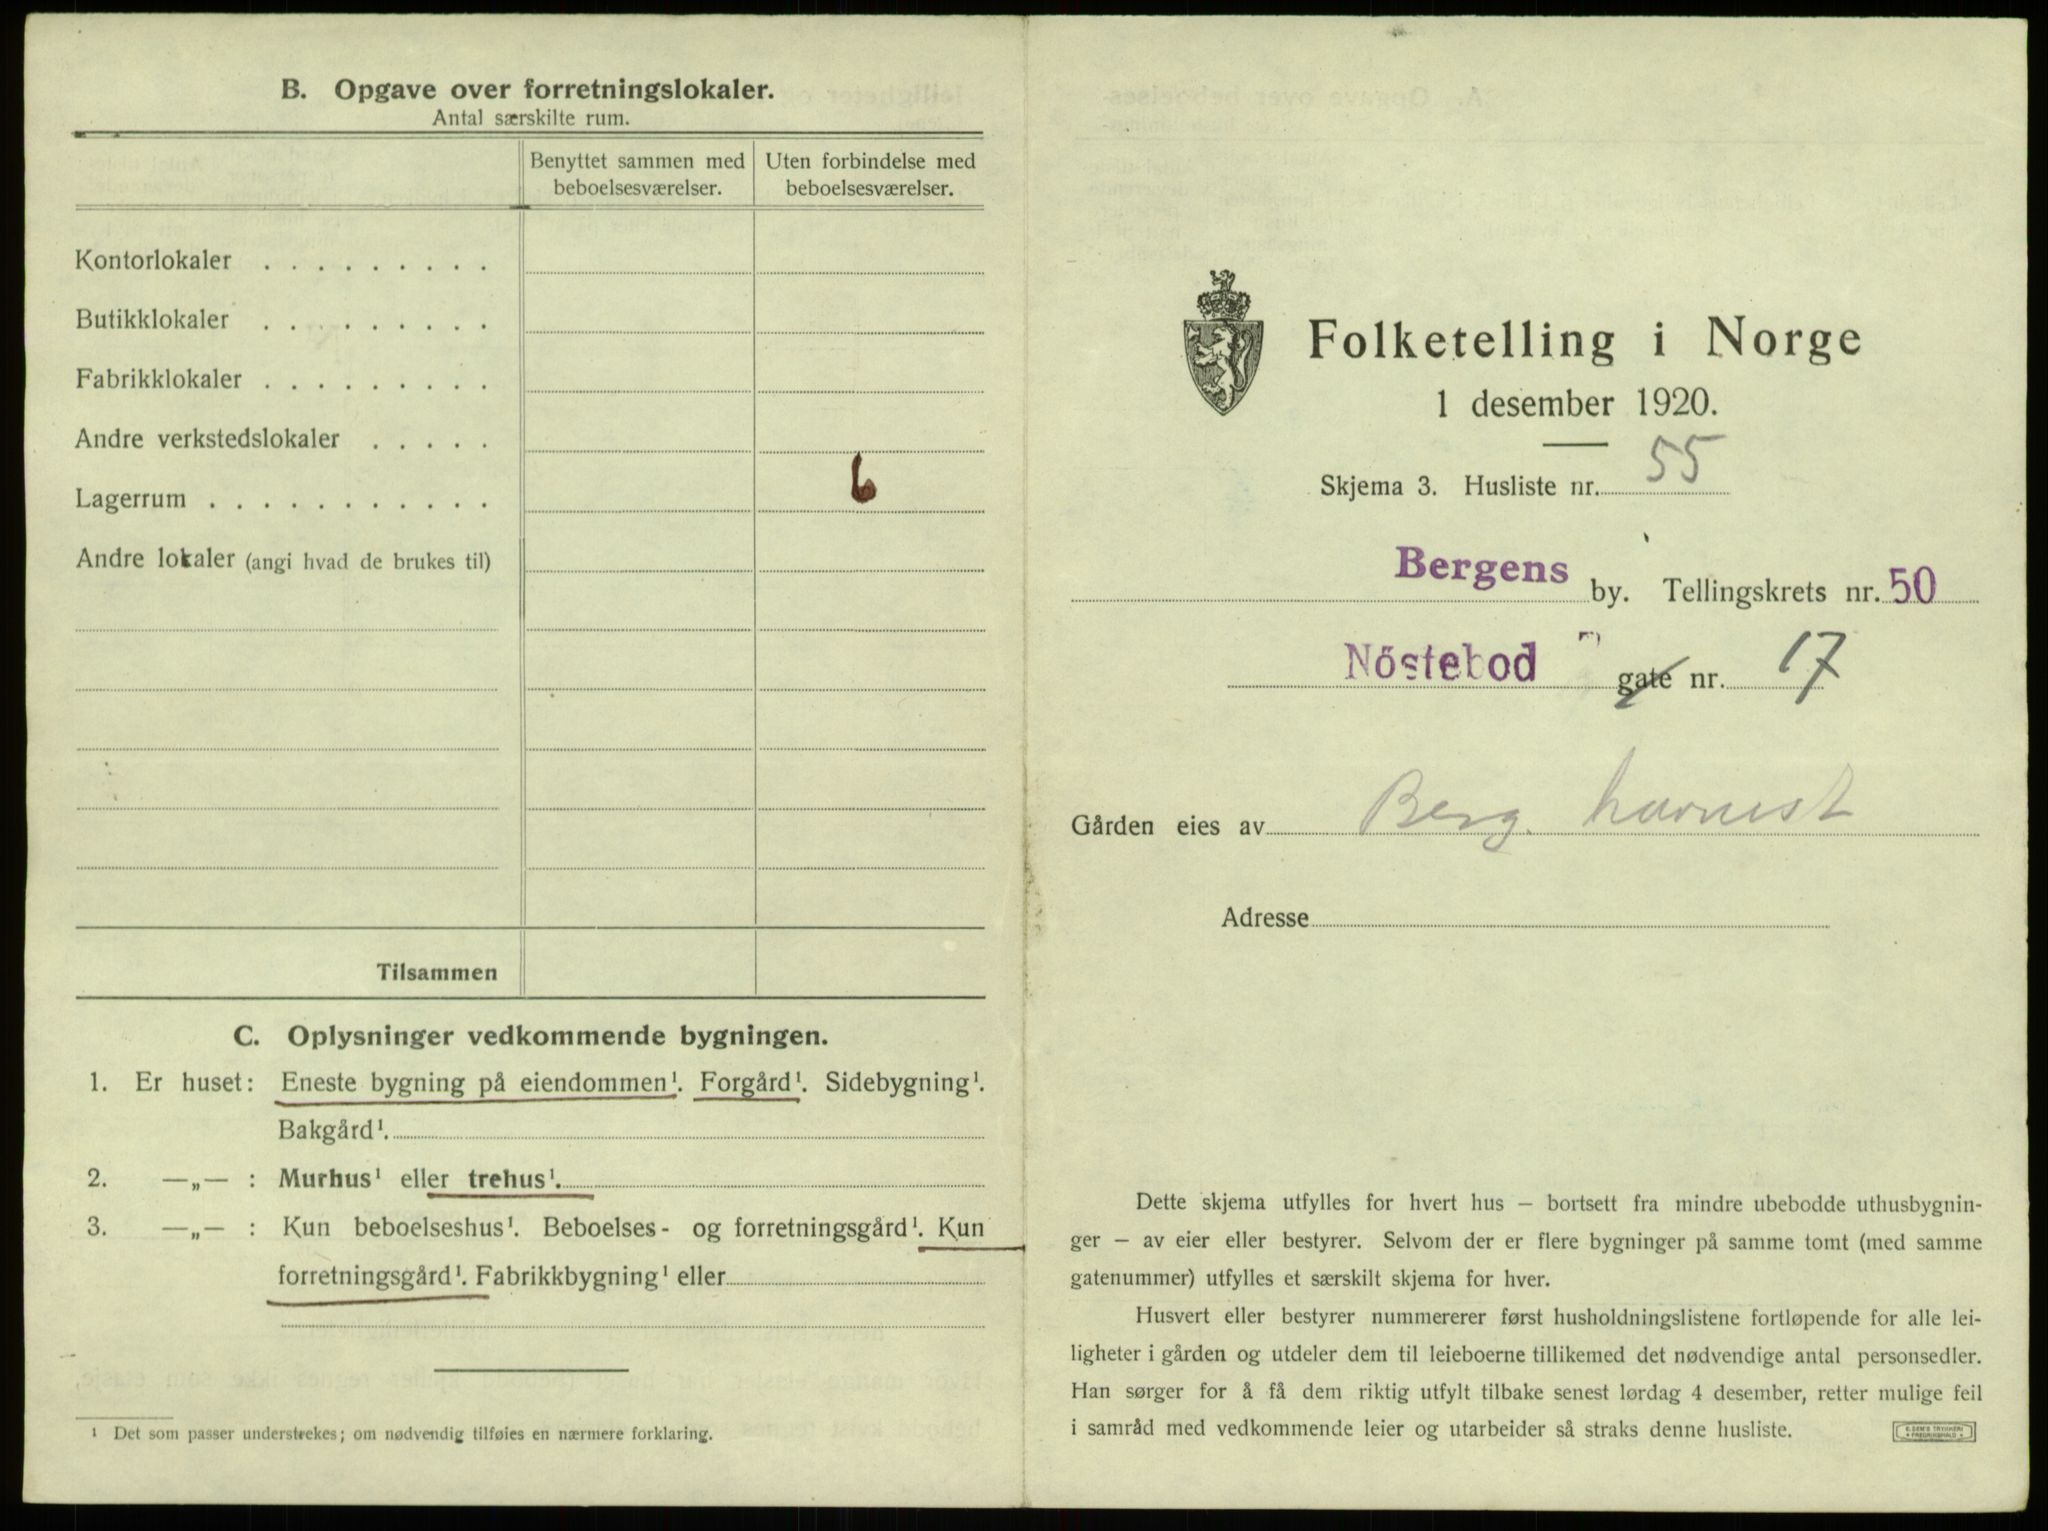 B. Opgave over forretningslokaler.
Antal særskilte rum.
Benyttet sammen med beboelsesværelser.
Uten forbindelse med beboelsesværelser.
Kontorlokaler . . . . . . . . .
Butikklokaler . . . . . . . . .
Fabrikklokaler . . . . . . . . .
Andre verkstedslokaler . . . . .
Lagerrum . . . . . . . . . . . 6
Andre lokaler (angi hvad de brukes til)
Tilsammen
C. Oplysninger vedkommende bygningen.
1. Er huset: Eneste bygning på eiendommen¹. Forgård¹. Sidebygning¹.
Bakgård¹.
2. —„— : Murhus¹ eller trehus¹.
3. —„— : Kun beboelseshus¹. Beboelses- og forretningsgård¹. Kun
forretningsgård¹. Fabrikkbygning¹ eller
¹ Det som passer understrekes; om nødvendig tilføies en nærmere forklaring.
Folketelling i Norge
1 desember 1920.
Skjema 3. Husliste nr. 55
Bergens by. Tellingskrets nr. 50
Nöstebod gate nr. 17
Gården eies av Berg. havnest
Adresse
Dette skjema utfylles for hvert hus — bortsett fra mindre ubebodde uthusbygnin-
ger — av eier eller bestyrer. Selvom der er flere bygninger på samme tomt (med samme
gatenummer) utfylles et særskilt skjema for hver.
Husvert eller bestyrer nummererer først husholdningslistene fortløpende for alle lei-
ligheter i gården og utdeler dem til leieboerne tillikemed det nødvendige antal personsedler.
Han sørger for å få dem riktig utfylt tilbake senest lørdag 4 desember, retter mulige feil
i samråd med vedkommende leier og utarbeider så straks denne husliste.